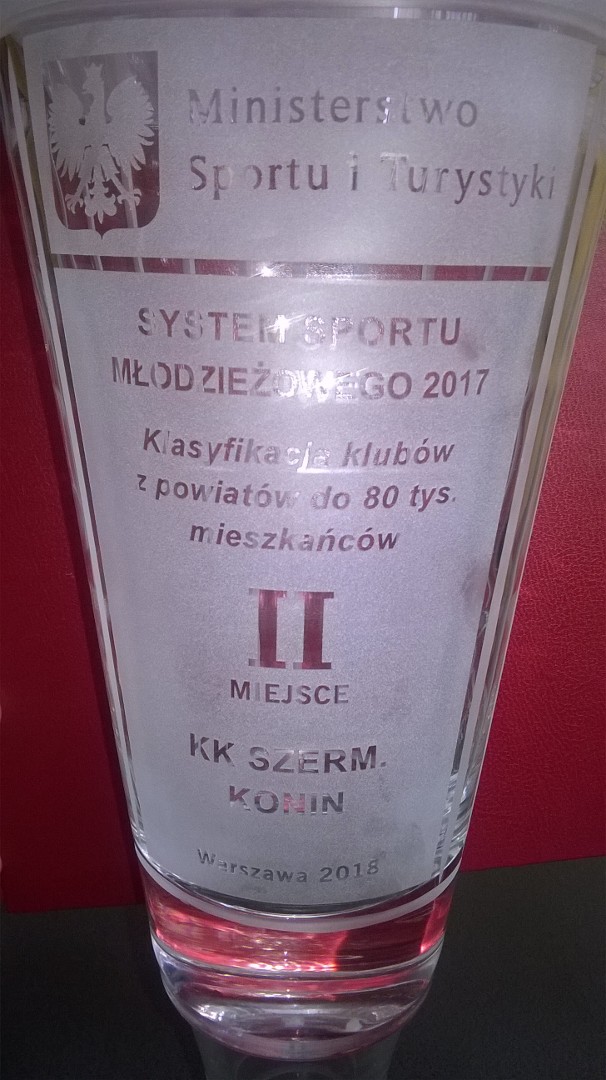 Ministerstwo
Sportu i Turystyki
SYSTEM SPORTU
MŁODZIEŻOWEGO 2017
Klasyfikacja klubów
z powiatów do 80 tys.
mieszkańców
II
MIEJSCE
KK SZERM.
KONIN
Warszawa 2018